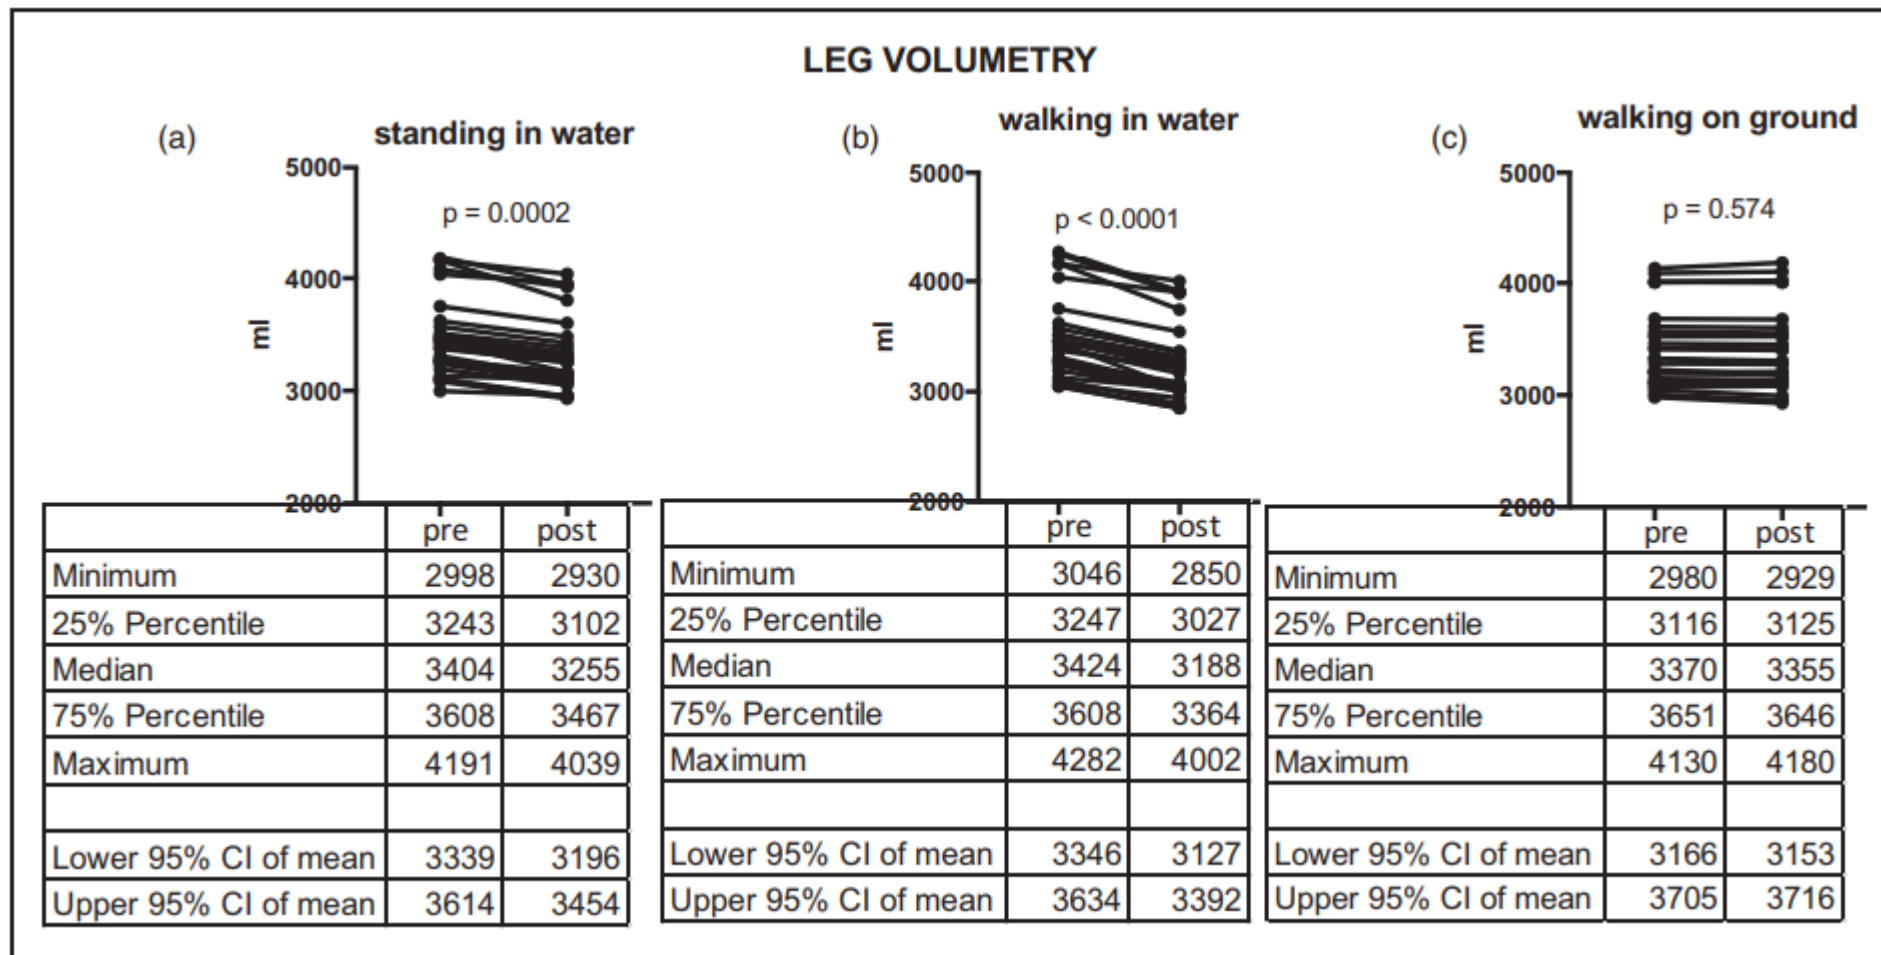 LEG VOLUMETRY
(a) standing in water
5000
p = 0.0002
4000
ml
3000
2000
pre post
Minimum 2998 2930
25% Percentile 3243 3102
Median 3404 3255
75% Percentile 3608 3467
Maximum 4191 4039
Lower 95% CI of mean 3339 3196
Upper 95% CI of mean 3614 3454
(b) walking in water
5000
p < 0.0001
4000
ml
3000
2000
pre post
Minimum 3046 2850
25% Percentile 3247 3027
Median 3424 3188
75% Percentile 3608 3364
Maximum 4282 4002
Lower 95% CI of mean 3346 3127
Upper 95% CI of mean 3634 3392
(c) walking on ground
5000
p = 0.574
4000
ml
3000
2000
pre post
Minimum 2980 2929
25% Percentile 3116 3125
Median 3370 3355
75% Percentile 3651 3646
Maximum 4130 4180
Lower 95% CI of mean 3166 3153
Upper 95% CI of mean 3705 3716